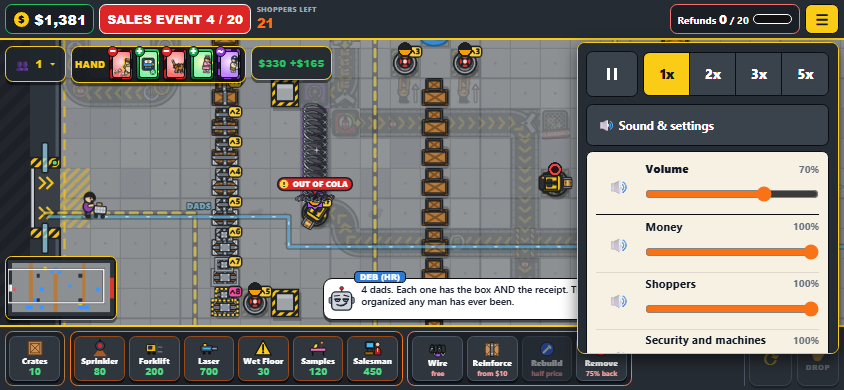 $1,381
SALES EVENT 4 / 20
SHOPPERS LEFT
21
Refunds 0 / 20
1
HAND
$330 +$165
1x
2x
3x
5x
Sound & settings
Volume 70%
Money 100%
Shoppers 100%
Security and machines 100%
OUT OF COLA
DADS
DEB (HR)
4 dads. Each one has the box AND the receipt. T
organized any man has ever been.
Crates
10
Sprinkler
80
Forklift
200
Laser
700
Wet Floor
30
Samples
120
Salesman
450
Wire
free
Reinforce
from $10
Rebuild
half price
Remove
75% back
DROP